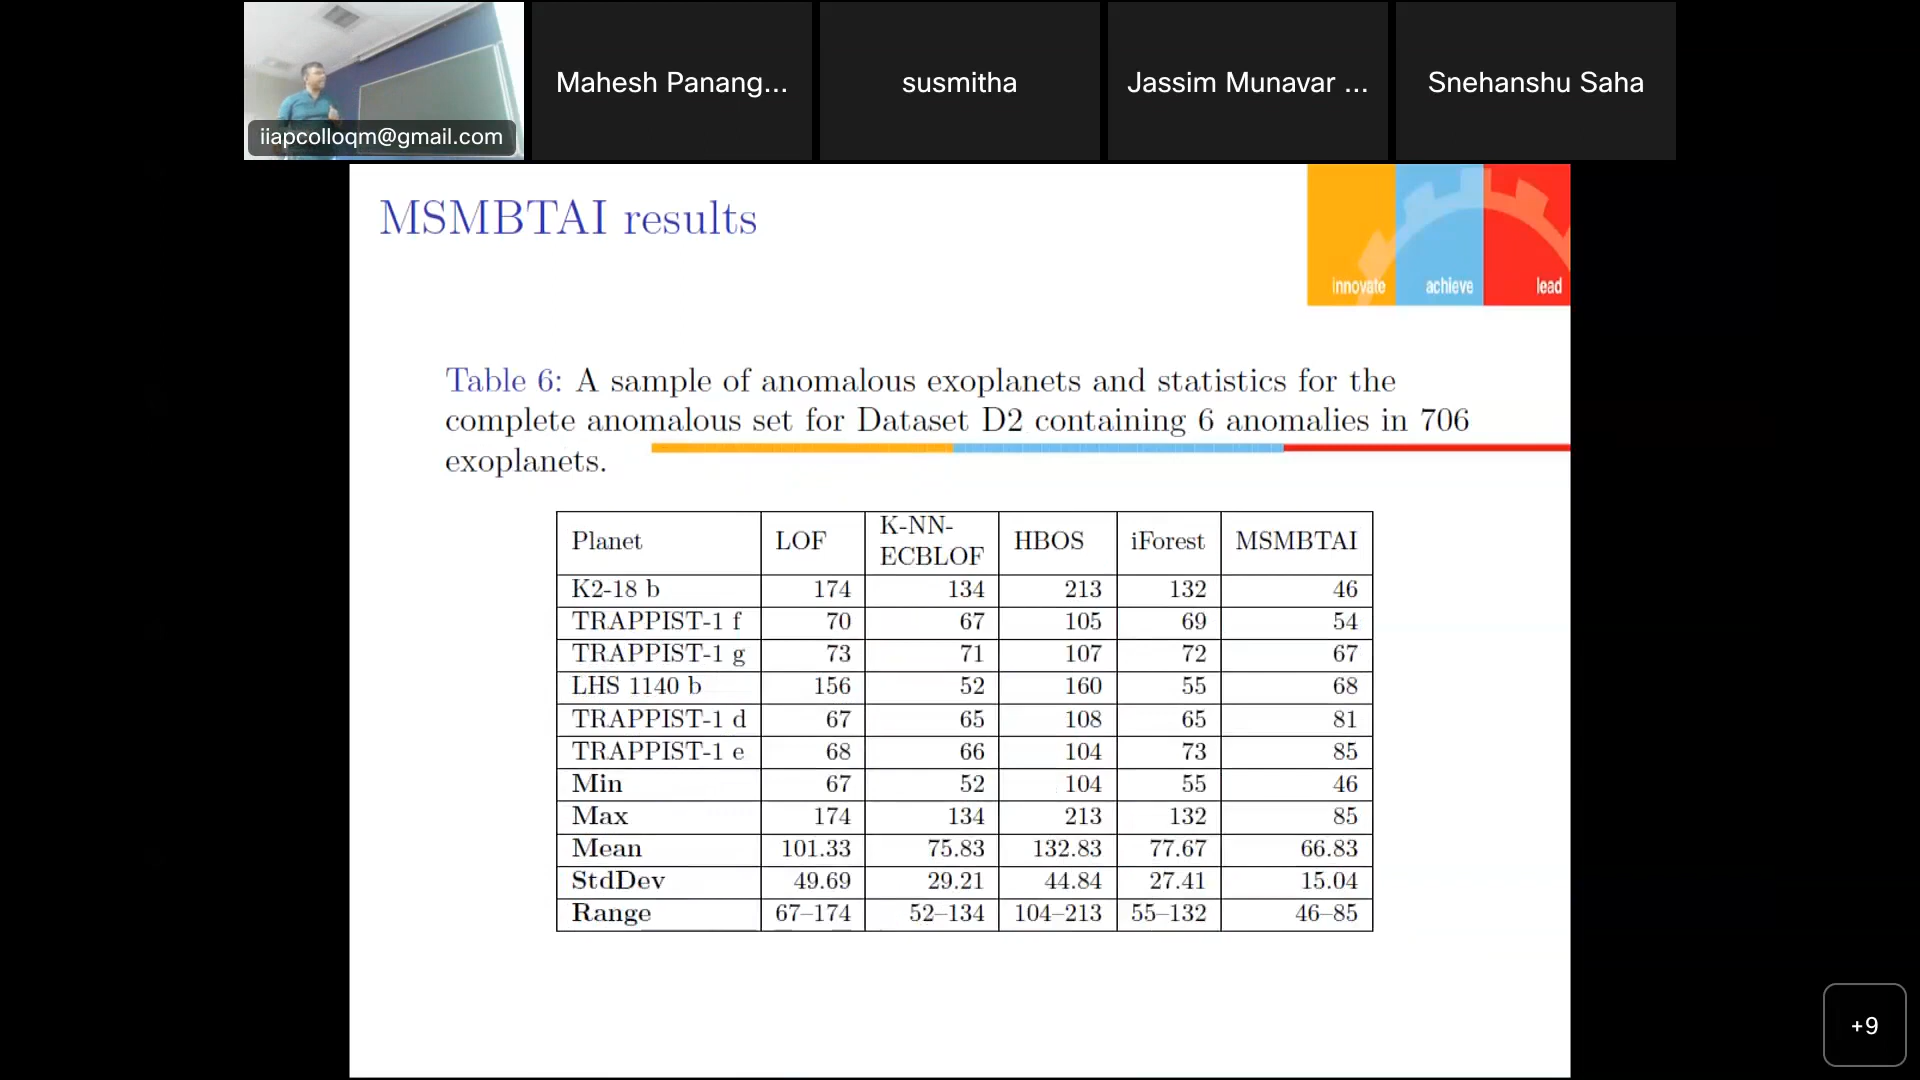 iiapcolloqm@gmail.com
Mahesh Panang...
susmitha
Jassim Munavar ...
Snehanshu Saha
MSMBTAI results
innovate achieve lead
Table 6: A sample of anomalous exoplanets and statistics for the
complete anomalous set for Dataset D2 containing 6 anomalies in 706
exoplanets.
Planet LOF K-NN-ECBLOF HBOS iForest MSMBTAI
K2-18 b 174 134 213 132 46
TRAPPIST-1 f 70 67 105 69 54
TRAPPIST-1 g 73 71 107 72 67
LHS 1140 b 156 52 160 55 68
TRAPPIST-1 d 67 65 108 65 81
TRAPPIST-1 e 68 66 104 73 85
Min 67 52 104 55 46
Max 174 134 213 132 85
Mean 101.33 75.83 132.83 77.67 66.83
StdDev 49.69 29.21 44.84 27.41 15.04
Range 67–174 52–134 104–213 55–132 46–85
+9